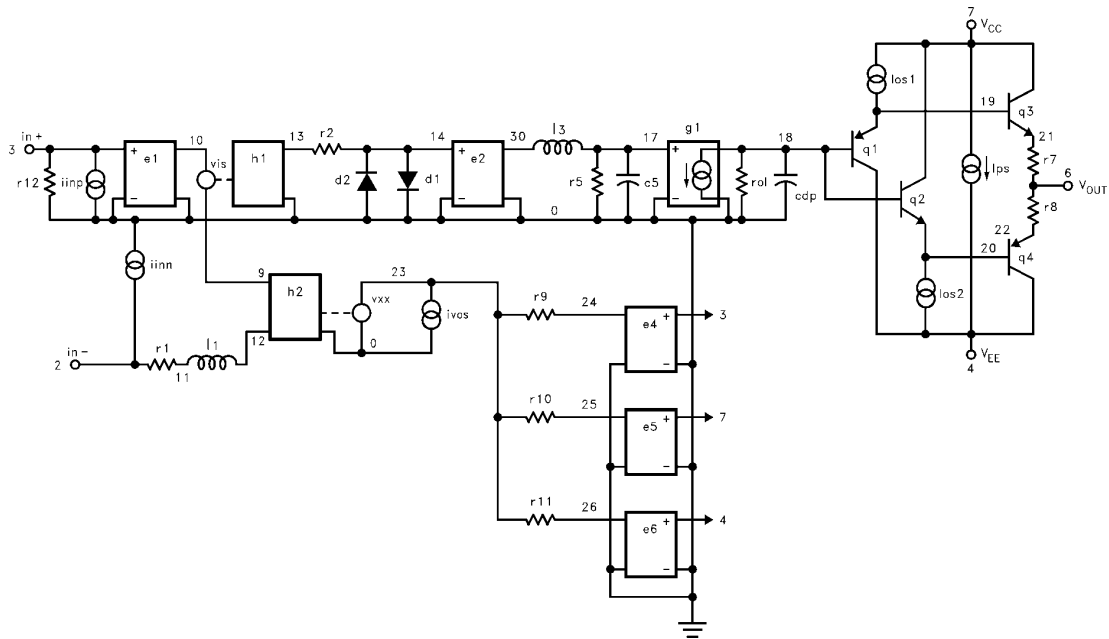 7
VCC
Ios1
19
q3
in+
3
r12
iinp
+
e1
−
10
vis
h1
13
r2
d2
d1
14
+
e2
−
30
l3
r5
c5
17
g1
+
−
18
rol
cdp
q1
q2
Ips
21
r7
6
VOUT
r8
0
iinn
9
h2
12
23
vxx
0
ivos
20
22
q4
Ios2
VEE
4
in−
2
r1
11
l1
r9
24
e4
+
−
3
r10
25
e5
+
−
7
r11
26
e6
+
−
4